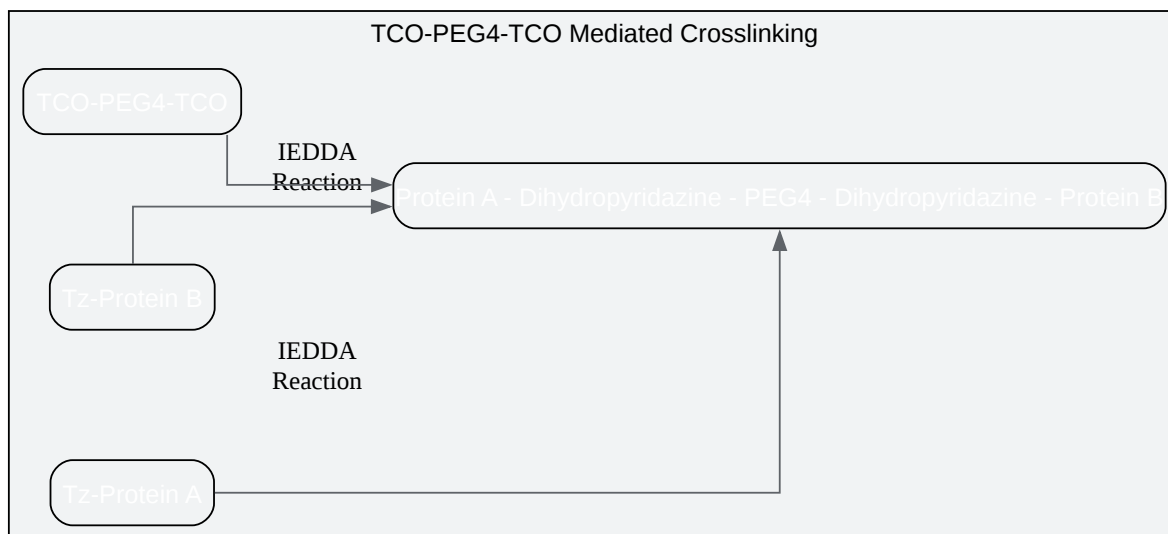 TCO-PEG4-TCO Mediated Crosslinking
TCO-PEG4-TCO
IEDDA
Reaction
Protein A - Dihydropyridazine - PEG4 - Dihydropyridazine - Protein B
Tz-Protein B
IEDDA
Reaction
Tz-Protein A